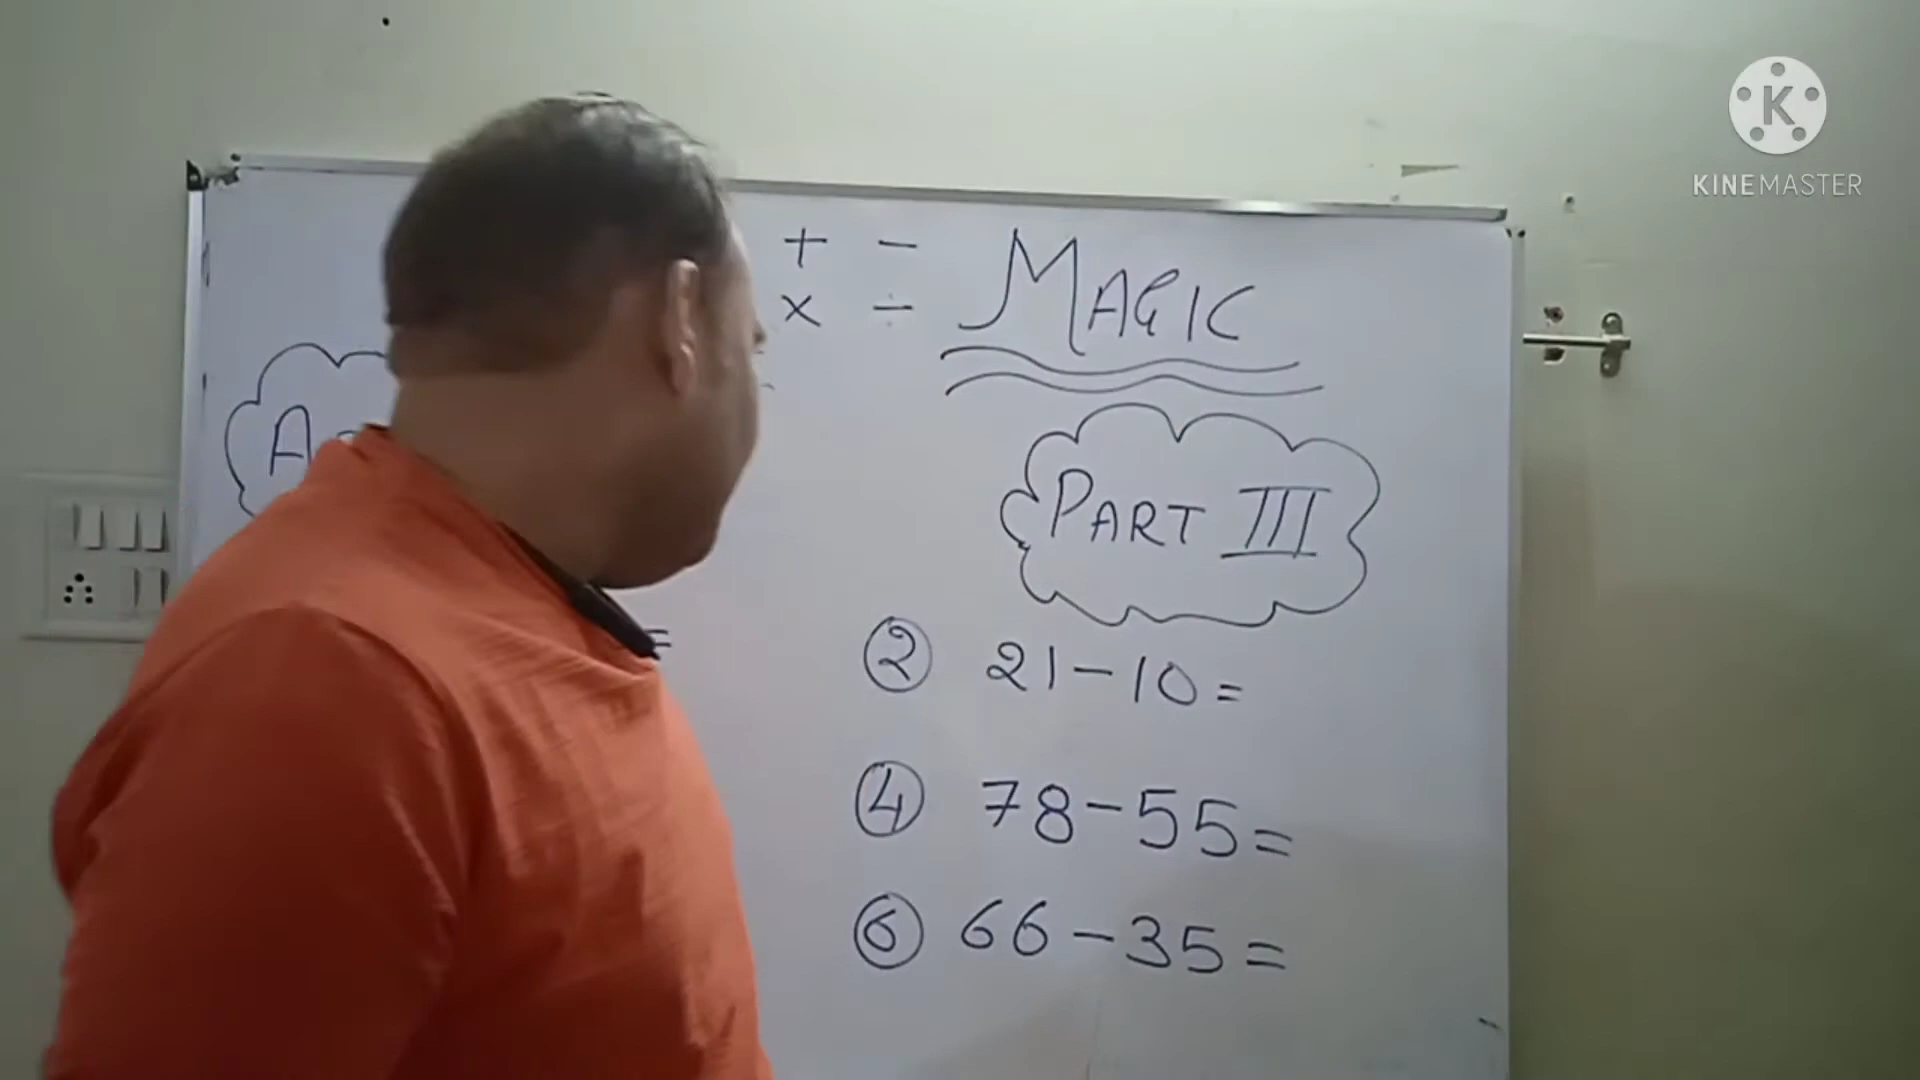 KINEMASTER
+ - MAGIC
× ÷
PART III
=
② 21-10=
④ 78-55=
⑥ 66-35=